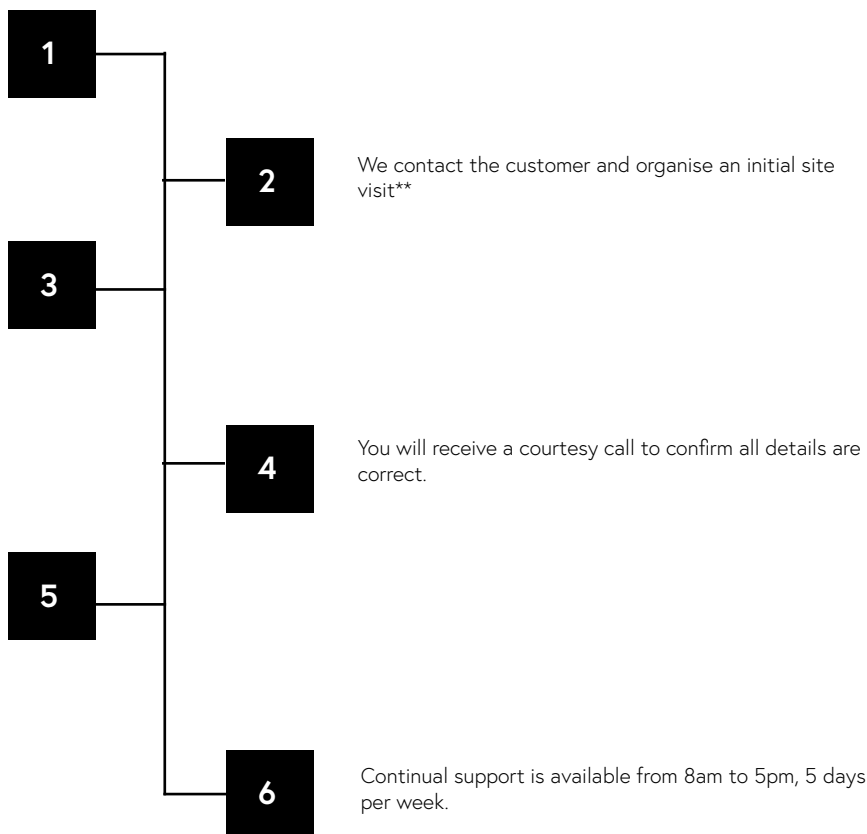 1
2
We contact the customer and organise an initial site
visit**
3
4
You will receive a courtesy call to confirm all details are
correct.
5
6
Continual support is available from 8am to 5pm, 5 days
per week.